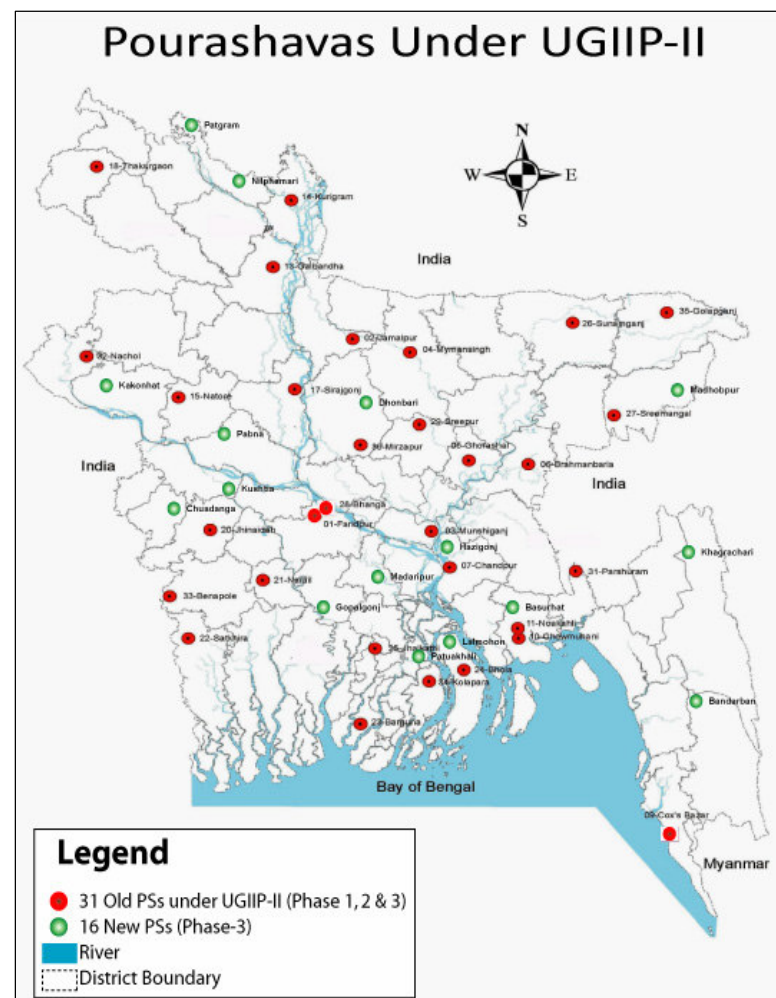 Pourashavas Under UGIIP-II
Patgram
18-Thakurgaon
Nilphamari
14-Kurigram
N
W
E
S
India
13-Gaibandha
35-Golapganj
26-Sunamganj
02-Jamalpur
04-Mymensingh
32-Nachol
Kakonhat
15-Natore
17-Sirajgonj
Dhonbari
Madhobpur
27-Sreemangal
29-Sreepur
Pabna
30-Mirzapur
05-Ghorashal
06-Brahmanbaria
India
India
Kushtia
Chuadanga
28-Bhanga
01-Faridpur
20-Jhinaidah
03-Munshiganj
Hazigonj
Khagrachari
07-Chandpur
31-Parshuram
Madaripur
21-Narail
33-Benapole
Gopalgonj
Basurhat
11-Noakhali
10-Chowmuhani
22-Satkhira
Lalmohon
Patuakhali
24-Bhola
34-Kolapara
Bandarban
23-Barguna
Bay of Bengal
09-Cox's Bazar
Myanmar
Legend
31 Old PSs under UGIIP-II (Phase 1, 2 & 3)
16 New PSs (Phase-3)
River
District Boundary